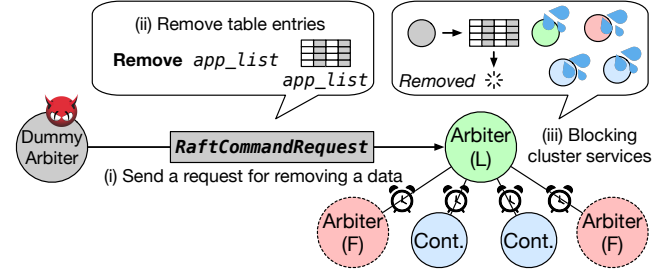 (ii) Remove table entries
Remove app_list
app_list
Removed
Dummy
Arbiter
RaftCommandRequest
(i) Send a request for removing a data
Arbiter
(L)
(iii) Blocking
cluster services
Arbiter
(F)
Cont.
Cont.
Arbiter
(F)